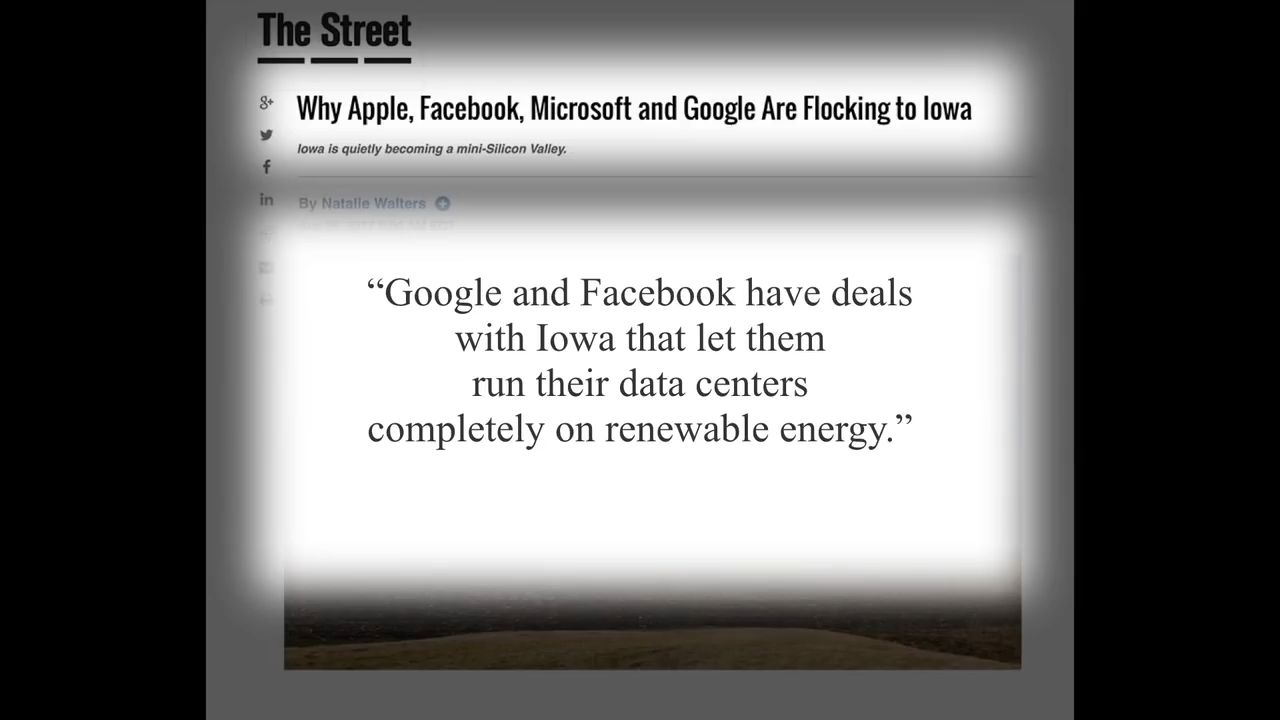 The Street
Why Apple, Facebook, Microsoft and Google Are Flocking to Iowa
Iowa is quietly becoming a mini-Silicon Valley.
By Natalie Walters
“Google and Facebook have deals
with Iowa that let them
run their data centers
completely on renewable energy.”